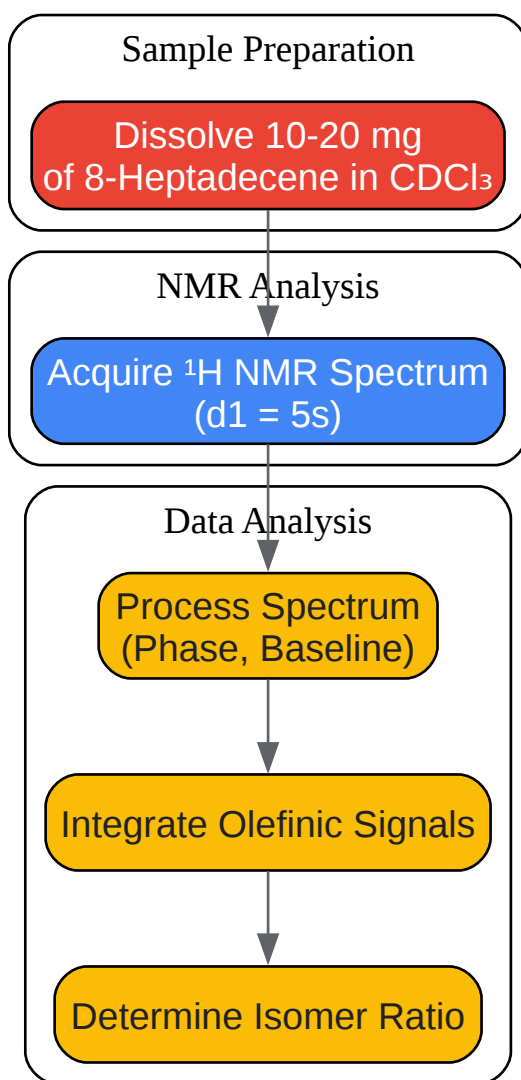 Sample Preparation
Dissolve 10-20 mg
of 8-Heptadecene in CDCl₃
NMR Analysis
Acquire ¹H NMR Spectrum
(d1 = 5s)
Data Analysis
Process Spectrum
(Phase, Baseline)
Integrate Olefinic Signals
Determine Isomer Ratio